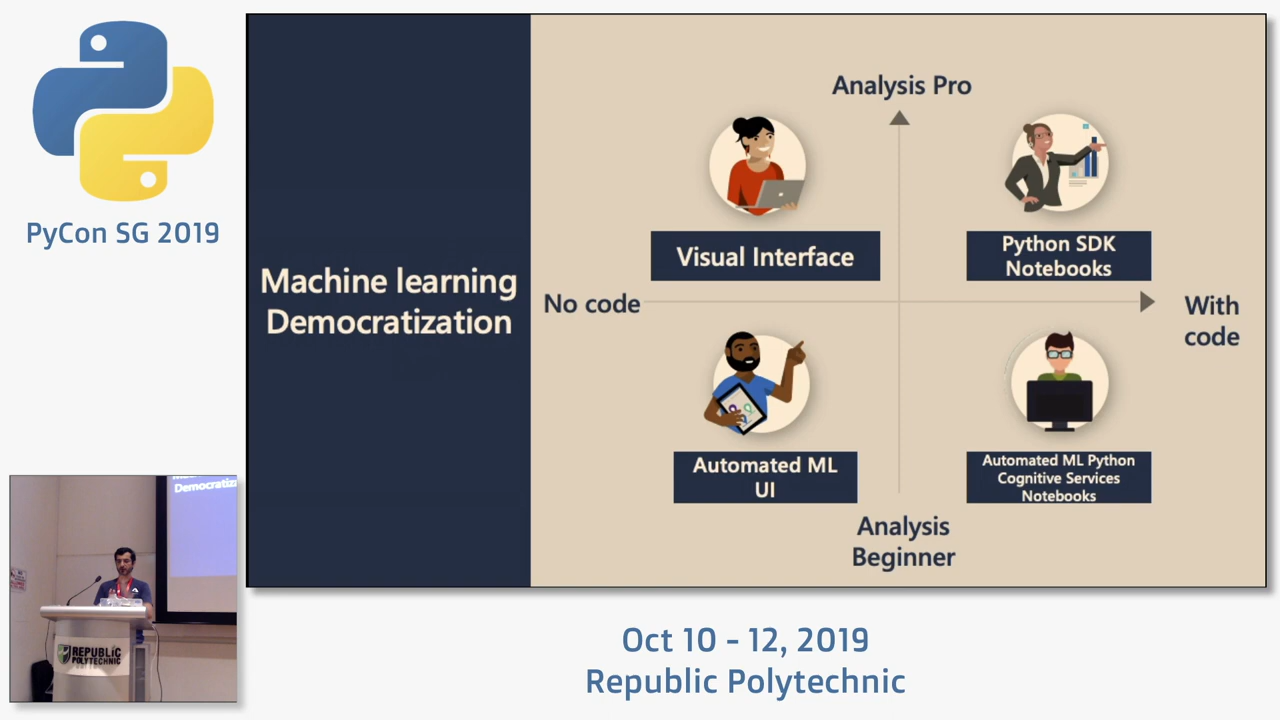 PyCon SG 2019
Machine learning
Democratization
Analysis Pro
Visual Interface
Python SDK
Notebooks
No code
With
code
Automated ML
UI
Automated ML Python
Cognitive Services
Notebooks
Analysis
Beginner
Democratiz
REPUBLIC
POLYTECHNIC
Oct 10 - 12, 2019
Republic Polytechnic